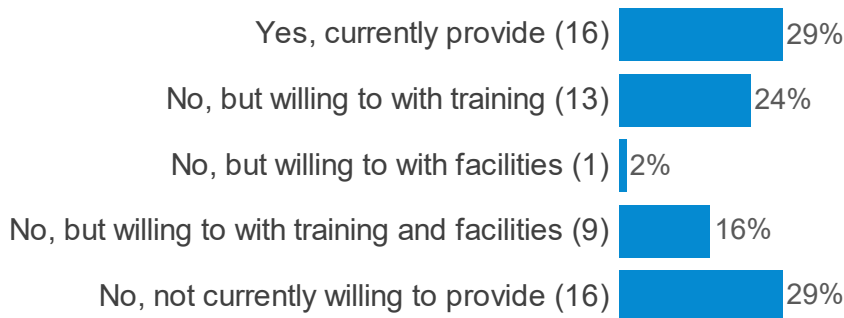 Yes, currently provide (16) 29%
No, but willing to with training (13) 24%
No, but willing to with facilities (1) 2%
No, but willing to with training and facilities (9) 16%
No, not currently willing to provide (16) 29%